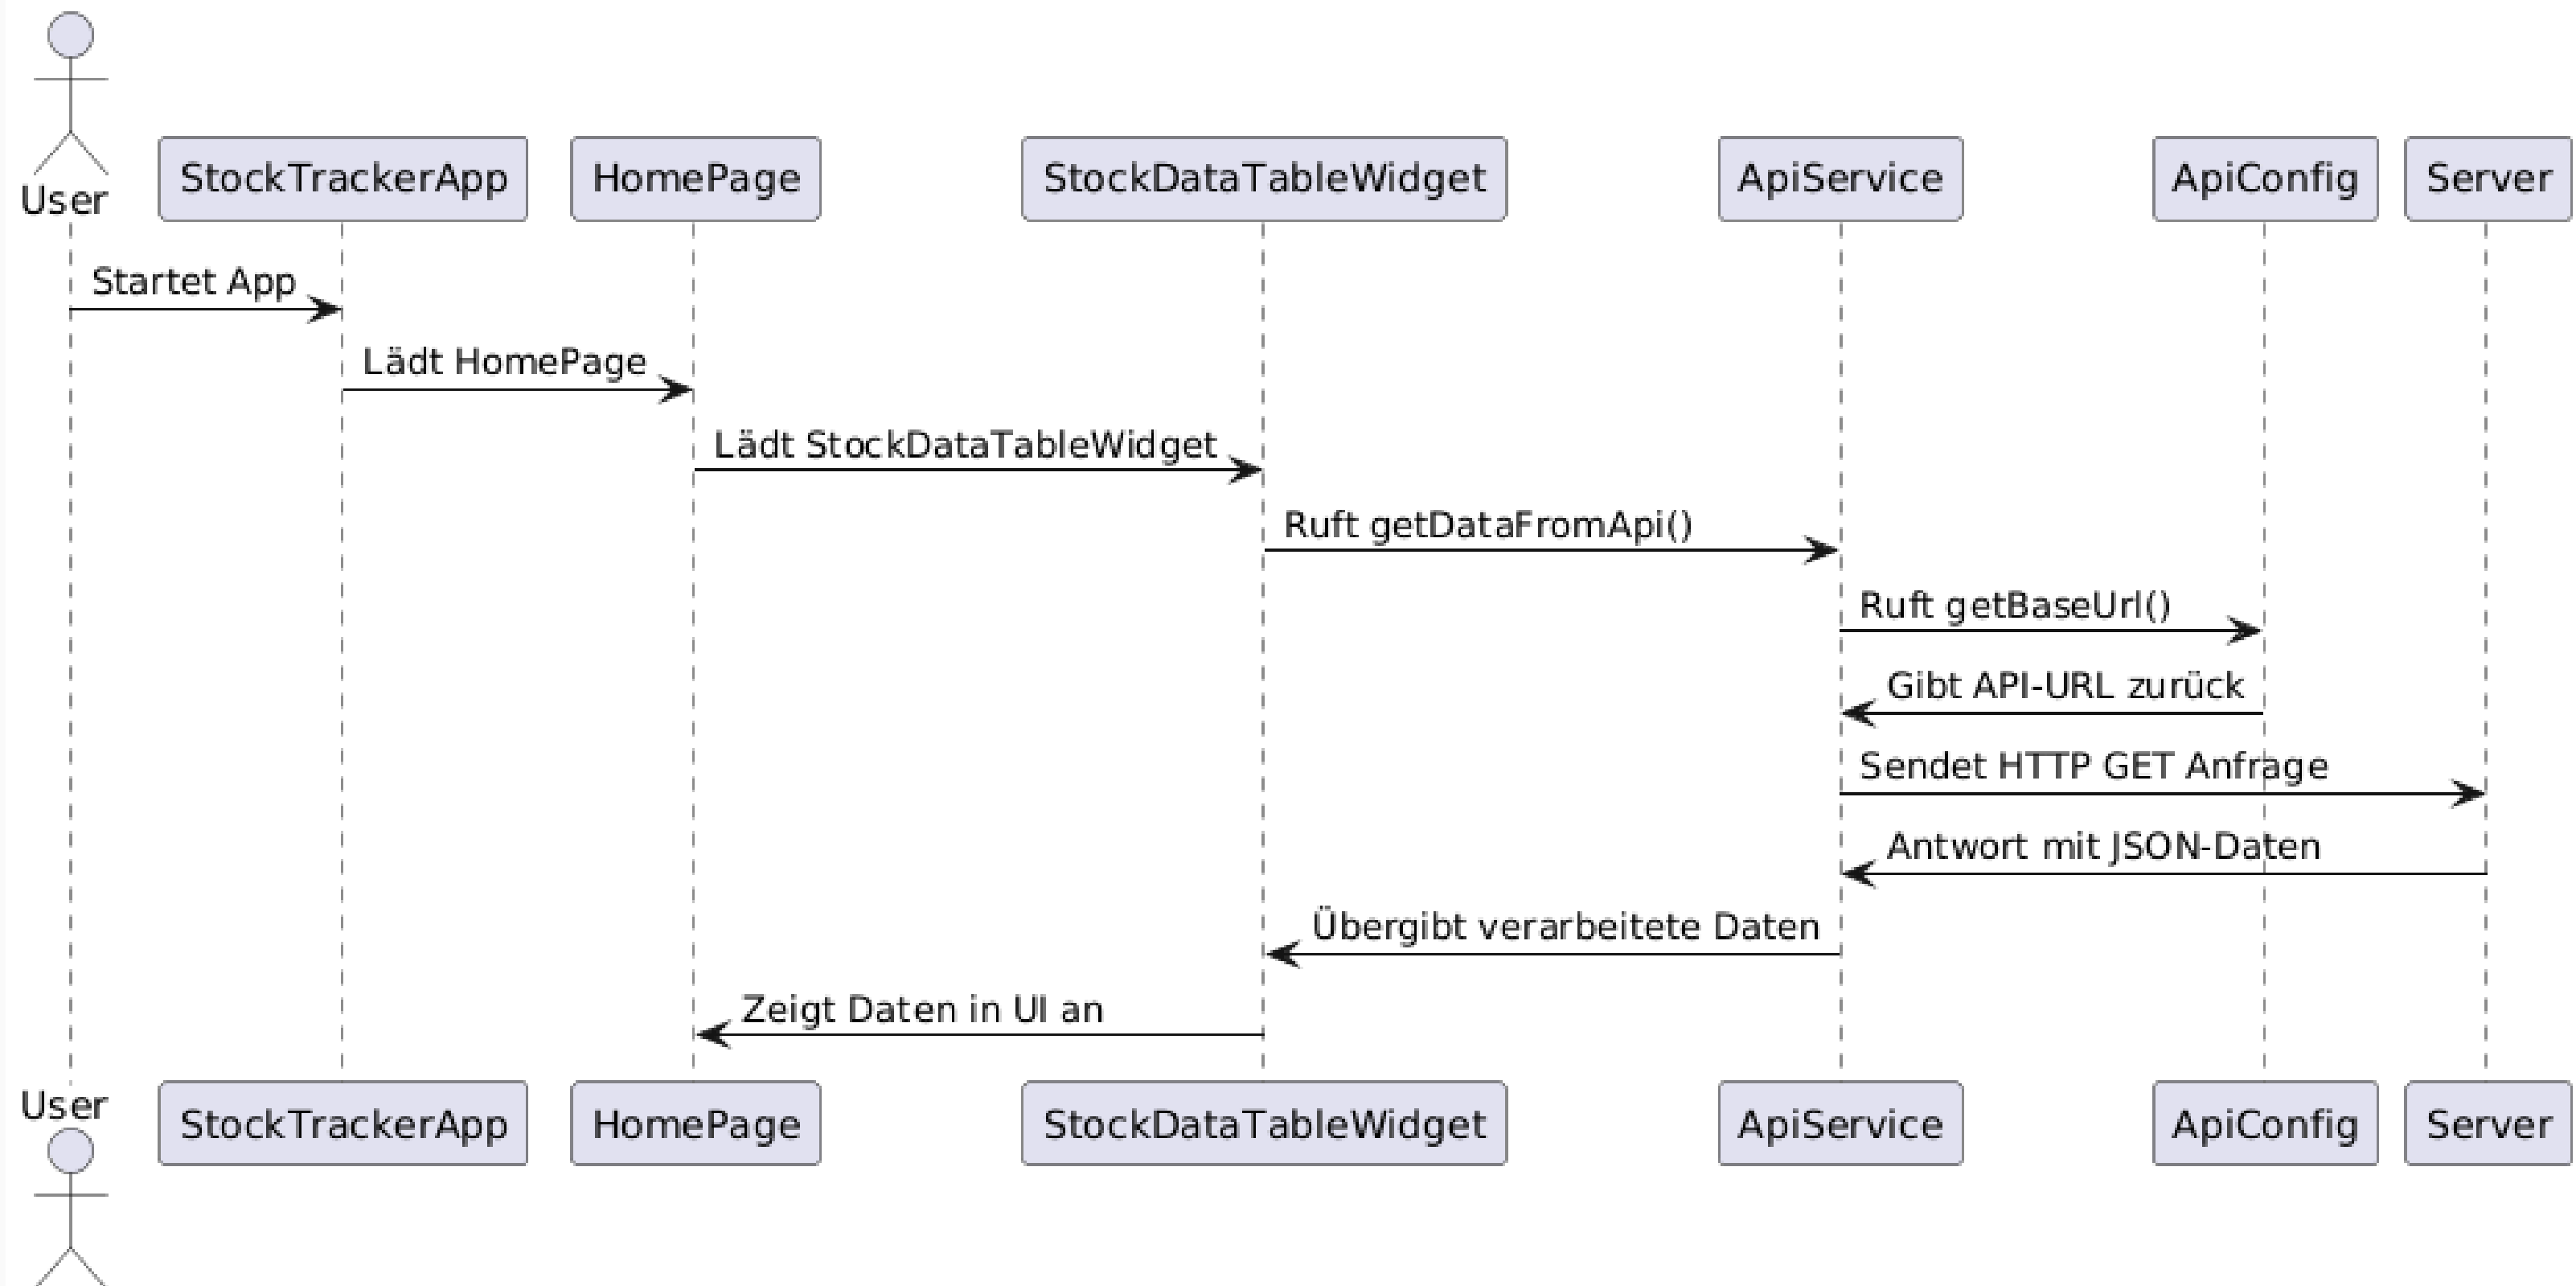 User
StockTrackerApp
HomePage
StockDataTableWidget
ApiService
ApiConfig
Server
Startet App
Lädt HomePage
Lädt StockDataTableWidget
Ruft getDataFromApi()
Ruft getBaseUrl()
Gibt API-URL zurück
Sendet HTTP GET Anfrage
Antwort mit JSON-Daten
Übergibt verarbeitete Daten
Zeigt Daten in UI an
User
StockTrackerApp
HomePage
StockDataTableWidget
ApiService
ApiConfig
Server